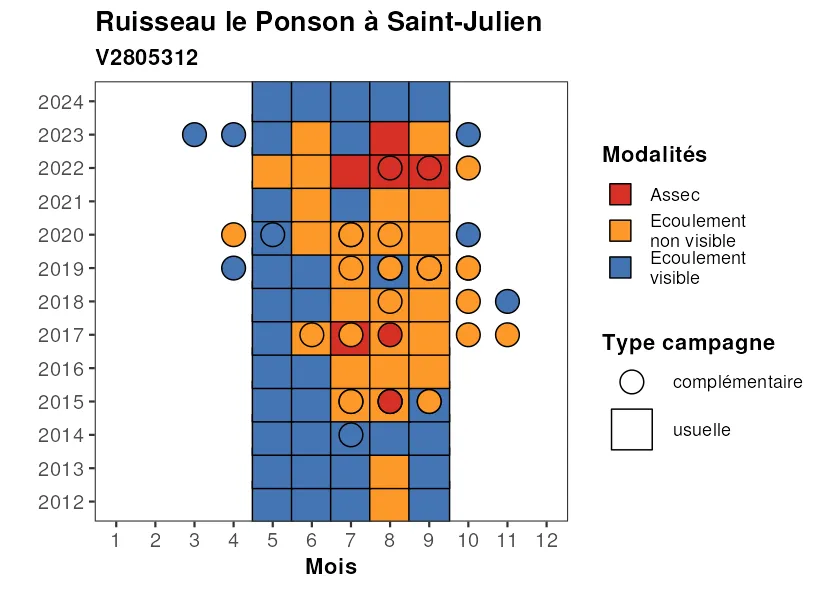 Ruisseau le Ponson à Saint-Julien
V2805312
2024
2023
2022
2021
2020
2019
2018
2017
2016
2015
2014
2013
2012
1 2 3 4 5 6 7 8 9 10 11 12
Mois
Modalités
Assec
Ecoulement
non visible
Ecoulement
visible
Type campagne
complémentaire
usuelle